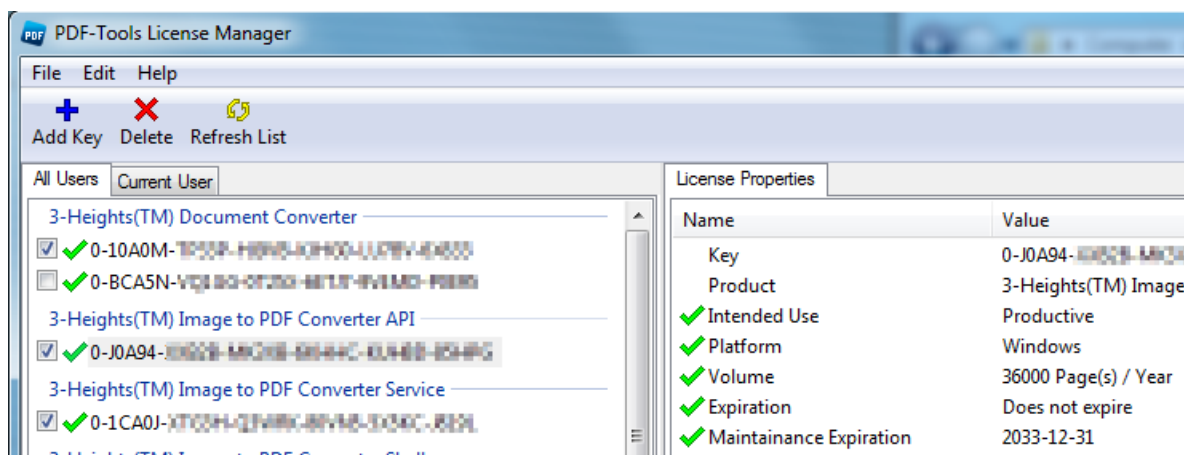 PDF-Tools License Manager
File Edit Help
Add Key Delete Refresh List
All Users Current User
3-Heights(TM) Document Converter
0-10A0M-
0-BCA5N-
3-Heights(TM) Image to PDF Converter API
0-J0A94-
3-Heights(TM) Image to PDF Converter Service
0-1CA0J-
License Properties
Name Value
Key 0-J0A94-
Product 3-Heights(TM) Image
Intended Use Productive
Platform Windows
Volume 36000 Page(s) / Year
Expiration Does not expire
Maintainance Expiration 2033-12-31